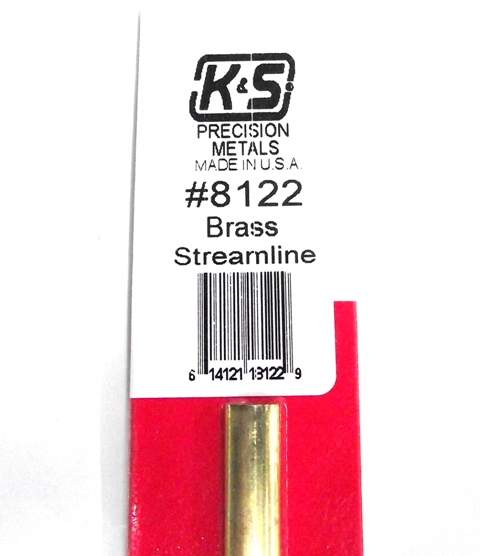 K&S®
PRECISION
METALS
MADE IN U.S.A.
#8122
Brass
Streamline
6 14121 18122 9